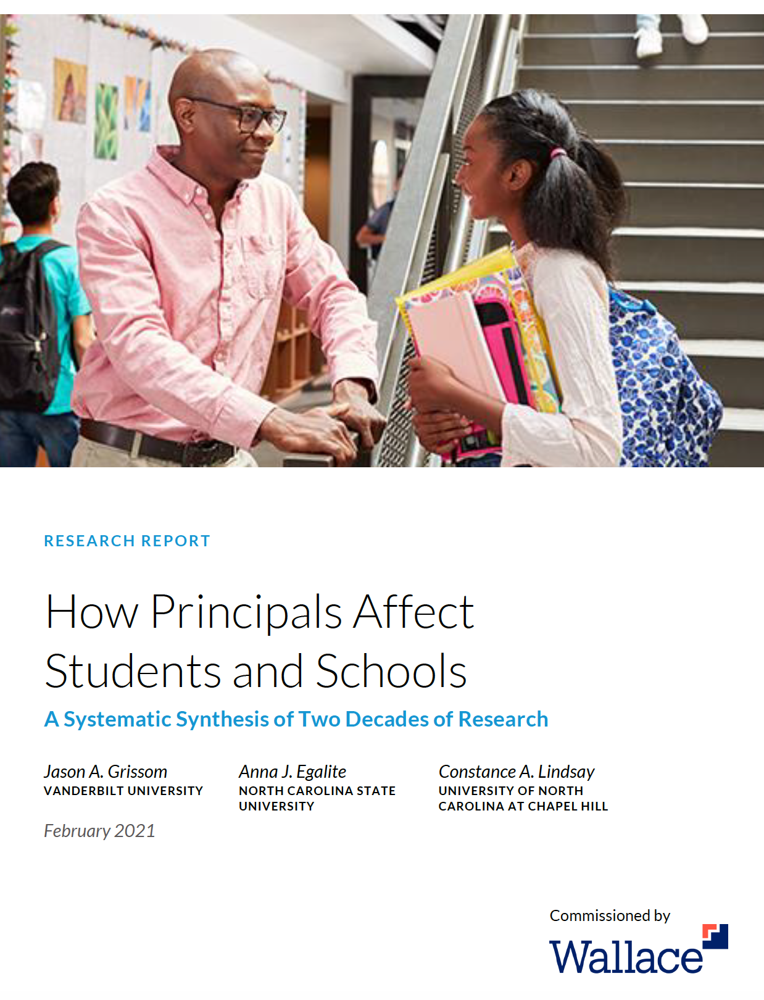 RESEARCH REPORT
How Principals Affect
Students and Schools
A Systematic Synthesis of Two Decades of Research
Jason A. Grissom
VANDERBILT UNIVERSITY
Anna J. Egalite
NORTH CAROLINA STATE
UNIVERSITY
Constance A. Lindsay
UNIVERSITY OF NORTH
CAROLINA AT CHAPEL HILL
February 2021
Commissioned by
Wallace